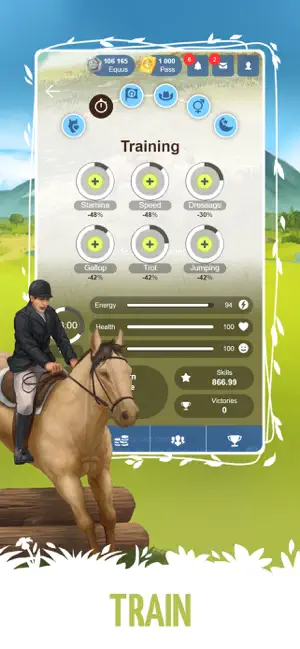 106 165
Equus
1 000
Pass
6
2
Training
Stamina
-48%
Speed
-48%
Dressage
-30%
Gallop
-42%
Trot
-42%
Jumping
-42%
Energy 94
Health 100
100
Skills
866.99
Victories
0
TRAIN